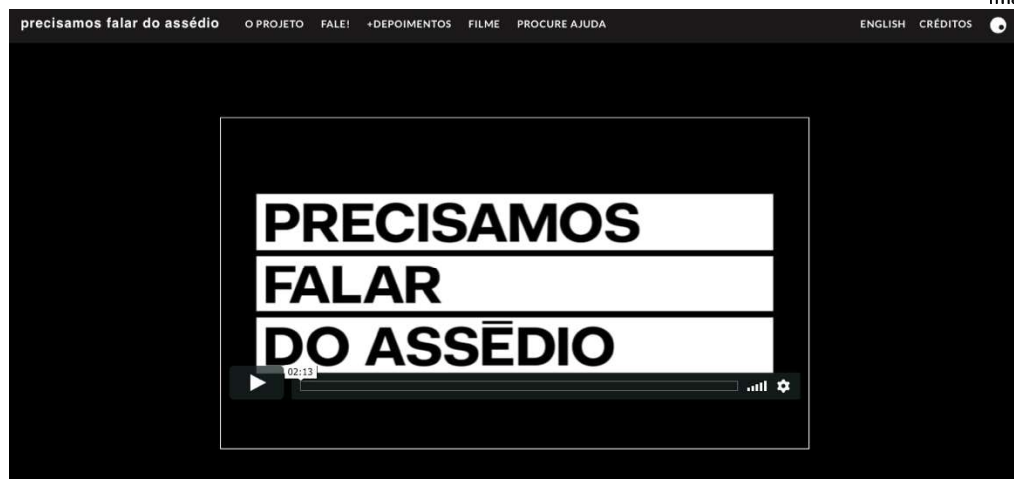 precisamos falar do assédio O PROJETO FALE! +DEPOIMENTOS FILME PROCURE AJUDA ENGLISH CRÉDITOS
PRECISAMOS
FALAR
DO ASSĒDIO
02:13